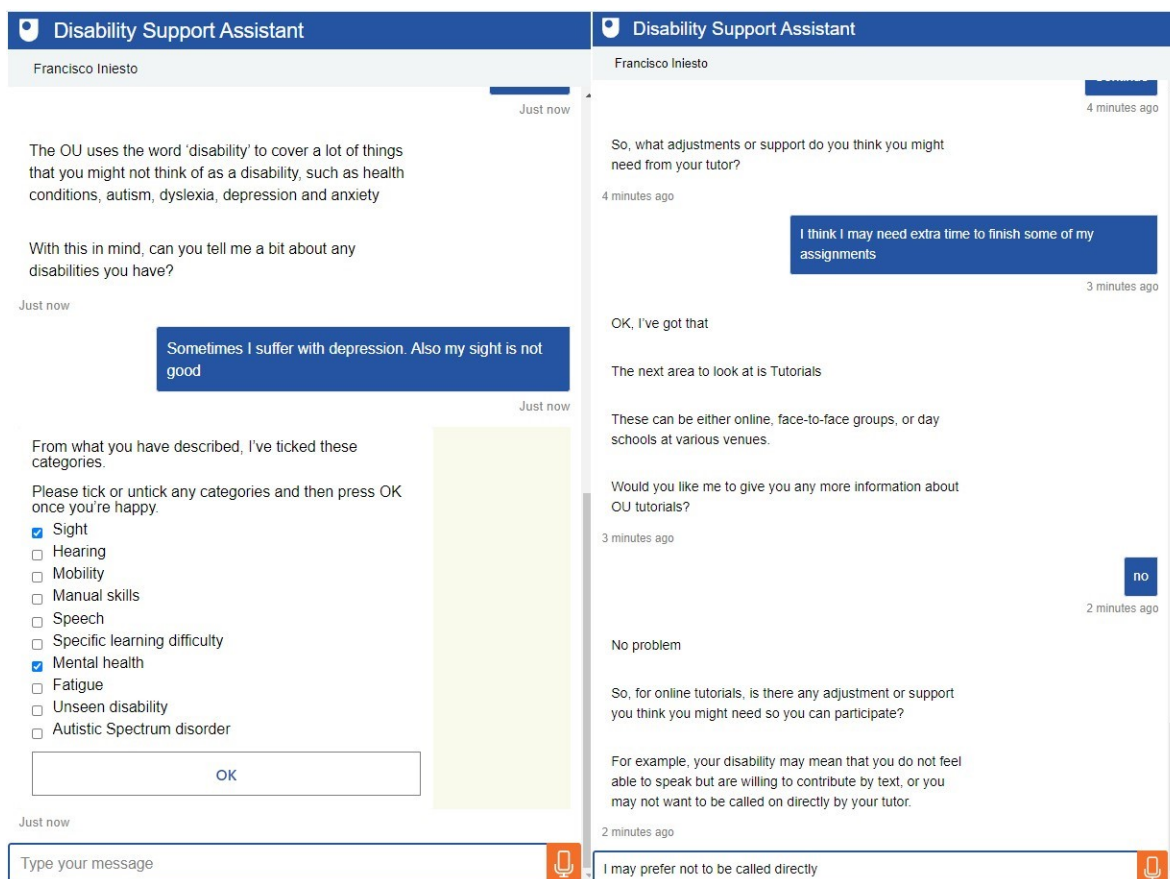 Disability Support Assistant
Francisco Iniesto
Just now
The OU uses the word ‘disability’ to cover a lot of things
that you might not think of as a disability, such as health
conditions, autism, dyslexia, depression and anxiety
With this in mind, can you tell me a bit about any
disabilities you have?
Just now
Sometimes I suffer with depression. Also my sight is not
good
Just now
From what you have described, I’ve ticked these
categories.
Please tick or untick any categories and then press OK
once you’re happy.
Sight
Hearing
Mobility
Manual skills
Speech
Specific learning difficulty
Mental health
Fatigue
Unseen disability
Autistic Spectrum disorder
OK
Just now
Type your message
Disability Support Assistant
Francisco Iniesto
4 minutes ago
So, what adjustments or support do you think you might
need from your tutor?
4 minutes ago
I think I may need extra time to finish some of my
assignments
3 minutes ago
OK, I’ve got that
The next area to look at is Tutorials
These can be either online, face-to-face groups, or day
schools at various venues.
Would you like me to give you any more information about
OU tutorials?
3 minutes ago
no
2 minutes ago
No problem
So, for online tutorials, is there any adjustment or support
you think you might need so you can participate?
For example, your disability may mean that you do not feel
able to speak but are willing to contribute by text, or you
may not want to be called on directly by your tutor.
2 minutes ago
I may prefer not to be called directly